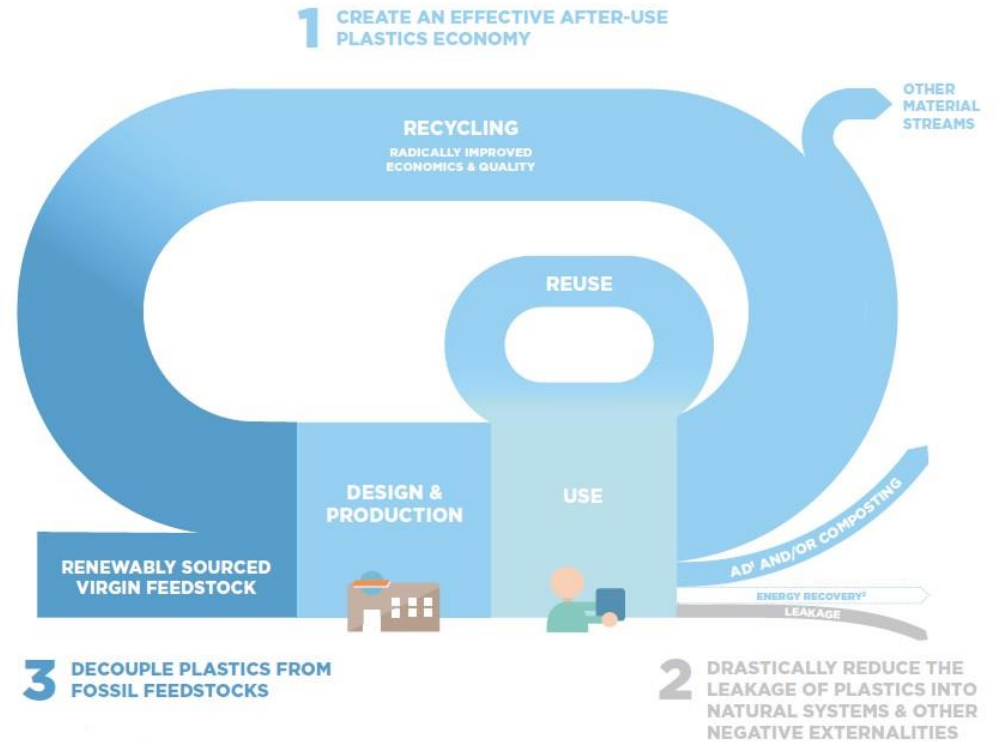 1 CREATE AN EFFECTIVE AFTER-USE
PLASTICS ECONOMY
OTHER
MATERIAL
STREAMS
RECYCLING
RADICALLY IMPROVED
ECONOMICS & QUALITY
REUSE
DESIGN &
PRODUCTION
USE
RENEWABLY SOURCED
VIRGIN FEEDSTOCK
AD¹ AND/OR COMPOSTING
ENERGY RECOVERY²
LEAKAGE
3 DECOUPLE PLASTICS FROM
FOSSIL FEEDSTOCKS
2 DRASTICALLY REDUCE THE
LEAKAGE OF PLASTICS INTO
NATURAL SYSTEMS & OTHER
NEGATIVE EXTERNALITIES